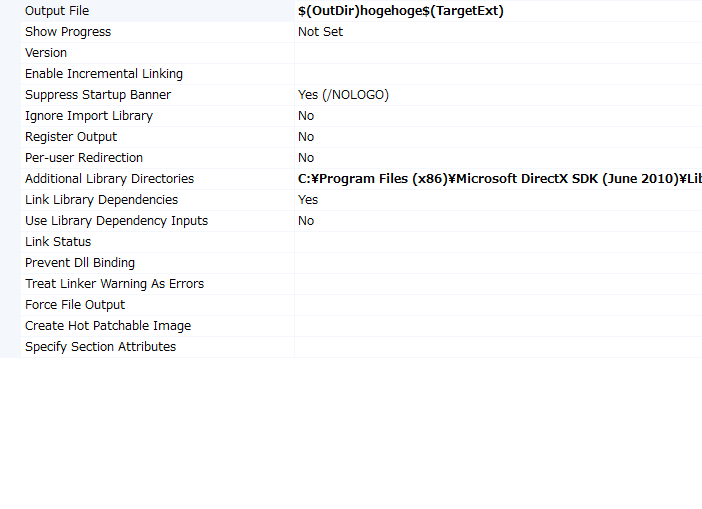 Output File $(OutDir)hogehoge$(TargetExt)
Show Progress Not Set
Version
Enable Incremental Linking
Suppress Startup Banner Yes (/NOLOGO)
Ignore Import Library No
Register Output No
Per-user Redirection No
Additional Library Directories C:¥Program Files (x86)¥Microsoft DirectX SDK (June 2010)¥Lib
Link Library Dependencies Yes
Use Library Dependency Inputs No
Link Status
Prevent Dll Binding
Treat Linker Warning As Errors
Force File Output
Create Hot Patchable Image
Specify Section Attributes